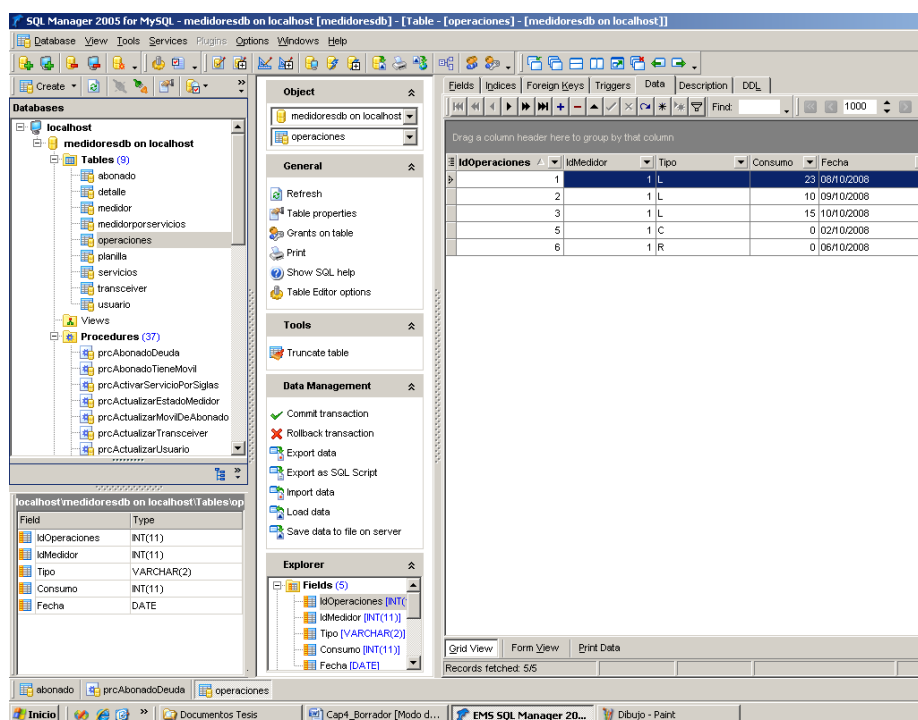 SQL Manager 2005 for MySQL - medidoresdb on localhost [medidoresdb] - [Table - [operaciones] - [medidoresdb on localhost]]
Database View Tools Services Plugins Options Windows Help
Create
Databases
localhost
medidoresdb on localhost
Tables (9)
abonado
detalle
medidor
medidorporservicios
operaciones
planilla
servicios
transceiver
usuario
Views
Procedures (37)
prcAbonadoDeuda
prcAbonadoTieneMovil
prcActivarServicioPorSiglas
prcActualizarEstadoMedidor
prcActualizarMovilDeAbonado
prcActualizarTransceiver
prcActualizarUsuario
localhost\medidoresdb on localhost\Tables\op
Field Type
IdOperaciones INT(11)
IdMedidor INT(11)
Tipo VARCHAR(2)
Consumo INT(11)
Fecha DATE
Object
medidoresdb on localhost
operaciones
General
Refresh
Table properties
Grants on table
Print
Show SQL help
Table Editor options
Tools
Truncate table
Data Management
Commit transaction
Rollback transaction
Export data
Export as SQL Script
Import data
Load data
Save data to file on server
Explorer
Fields (5)
IdOperaciones [INT(
IdMedidor [INT(11)]
Tipo [VARCHAR(2)]
Consumo [INT(11)]
Fecha [DATE]
Fields Indices Foreign Keys Triggers Data Description DDL
Find: 1000
Drag a column header here to group by that column
IdOperaciones IdMedidor Tipo Consumo Fecha
1 1 L 23 08/10/2008
2 1 L 10 09/10/2008
3 1 L 15 10/10/2008
5 1 C 0 02/10/2008
6 1 R 0 06/10/2008
Grid View Form View Print Data
Records fetched: 5/5
abonado prcAbonadoDeuda operaciones
Inicio » Documentos Tesis Cap4_Borrador [Modo d... EMS SQL Manager 20... Dibujo - Paint